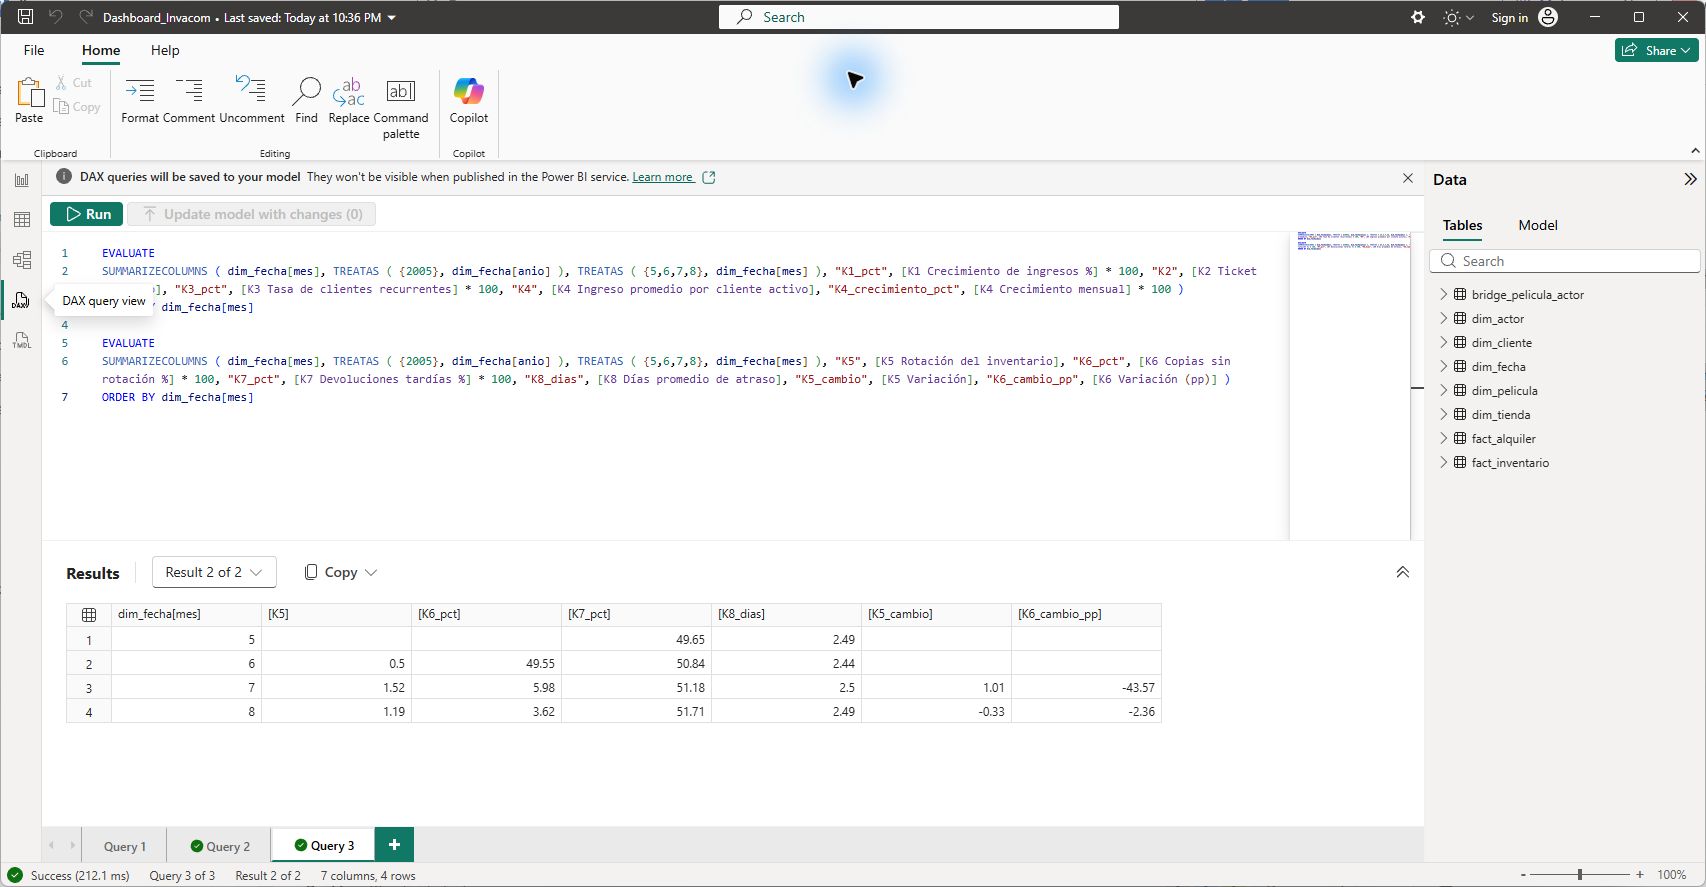 Dashboard_Invacom • Last saved: Today at 10:36 PM
Search
Sign in
File
Home
Help
Share
Paste
Cut
Copy
Format
Comment
Uncomment
Find
Replace
Command
palette
Copilot
Clipboard
Editing
Copilot
DAX queries will be saved to your model They won't be visible when published in the Power BI service. Learn more
Run
Update model with changes (0)
1 EVALUATE
2 SUMMARIZECOLUMNS ( dim_fecha[mes], TREATAS ( {2005}, dim_fecha[anio] ), TREATAS ( {5,6,7,8}, dim_fecha[mes] ), "K1_pct", [K1 Crecimiento de ingresos %] * 100, "K2", [K2 Ticket
], "K3_pct", [K3 Tasa de clientes recurrentes] * 100, "K4", [K4 Ingreso promedio por cliente activo], "K4_crecimiento_pct", [K4 Crecimiento mensual] * 100 )
dim_fecha[mes]
4
5 EVALUATE
6 SUMMARIZECOLUMNS ( dim_fecha[mes], TREATAS ( {2005}, dim_fecha[anio] ), TREATAS ( {5,6,7,8}, dim_fecha[mes] ), "K5", [K5 Rotación del inventario], "K6_pct", [K6 Copias sin
rotación %] * 100, "K7_pct", [K7 Devoluciones tardías %] * 100, "K8_dias", [K8 Días promedio de atraso], "K5_cambio", [K5 Variación], "K6_cambio_pp", [K6 Variación (pp)] )
7 ORDER BY dim_fecha[mes]
DAX query view
DAX
TMDL
Results
Result 2 of 2
Copy
dim_fecha[mes] [K5] [K6_pct] [K7_pct] [K8_dias] [K5_cambio] [K6_cambio_pp]
1 5 49.65 2.49
2 6 0.5 49.55 50.84 2.44
3 7 1.52 5.98 51.18 2.5 1.01 -43.57
4 8 1.19 3.62 51.71 2.49 -0.33 -2.36
Query 1
Query 2
Query 3
+
Success (212.1 ms)
Query 3 of 3
Result 2 of 2
7 columns, 4 rows
- + 100%
Data
Tables
Model
Search
bridge_pelicula_actor
dim_actor
dim_cliente
dim_fecha
dim_pelicula
dim_tienda
fact_alquiler
fact_inventario